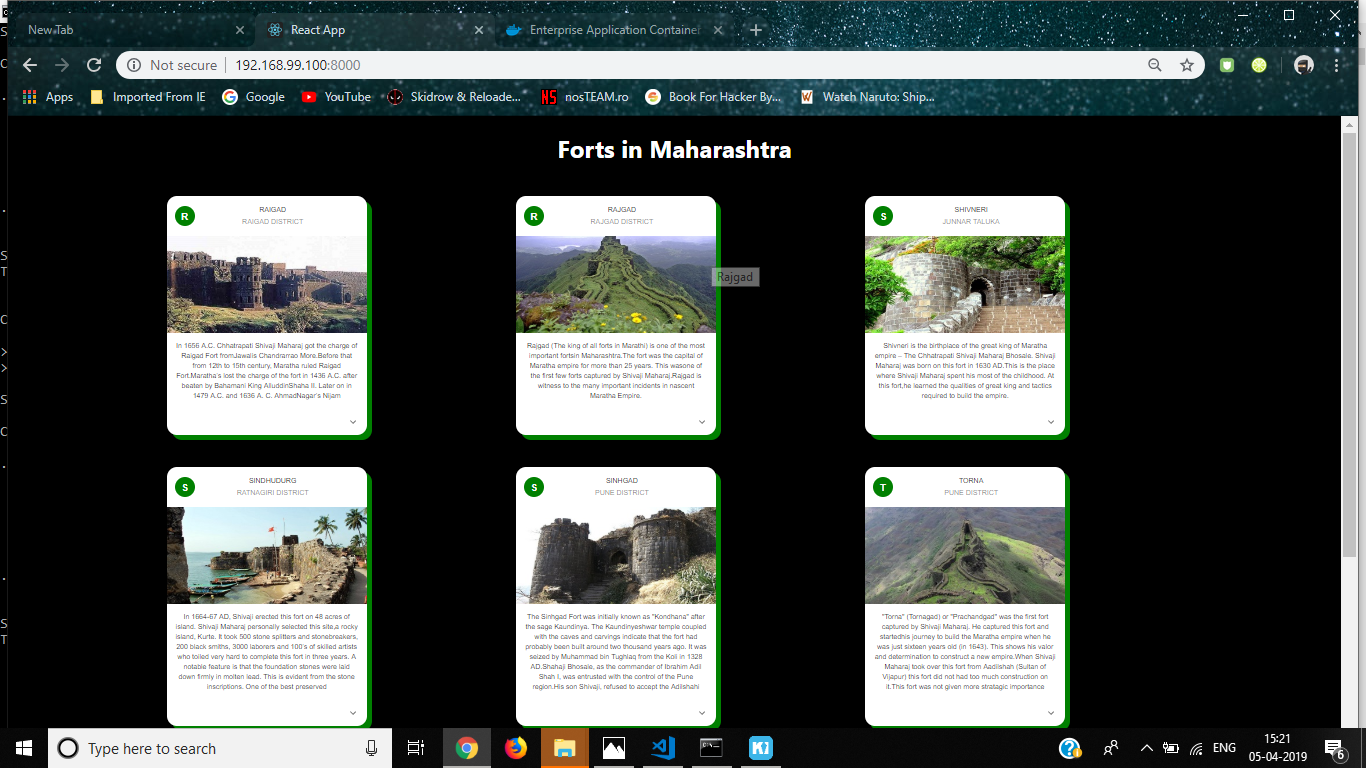 New Tab
React App
Enterprise Application Container
Not secure
192.168.99.100:8000
Apps
Imported From IE
Google
YouTube
Skidrow & Reloade...
NS
nosTEAM.ro
Book For Hacker By...
Watch Naruto: Ship...
Forts in Maharashtra
R
RAIGAD
RAIGAD DISTRICT
In 1656 A.C. Chhatrapati Shivaji Maharaj got the charge of
Raigad Fort fromJawalis Chandrarrao More.Before that
from 12th to 15th century, Maratha ruled Raigad
Fort.Maratha's lost the charge of the fort in 1436 A.C. after
beaten by Bahamani King AlluddinShaha II. Later on in
1479 A.C. and 1636 A. C. AhmadNagar's Nijam
R
RAJGAD
RAJGAD DISTRICT
Rajgad
Rajgad (The king of all forts in Marathi) is one of the most
important fortsin Maharashtra.The fort was the capital of
Maratha empire for more than 25 years. This wasone of
the first few forts captured by Shivaji Maharaj.Rajgad is
witness to the many important incidents in nascent
Maratha Empire.
S
SHIVNERI
JUNNAR TALUKA
Shivneri is the birthplace of the great king of Maratha
empire – The Chhatrapati Shivaji Maharaj Bhosale. Shivaji
Maharaj was born on this fort in 1630 AD.This is the place
where Shivaji Maharaj spent his most of the childhood. At
this fort,he learned the qualities of great king and tactics
required to build the empire.
S
SINDHUDURG
RATNAGIRI DISTRICT
In 1664-67 AD, Shivaji erected this fort on 48 acres of
island. Shivaji Maharaj personally selected this site,a rocky
island, Kurte. It took 500 stone splitters and stonebreakers,
200 black smiths, 3000 laborers and 100's of skilled artists
who toiled very hard to complete this fort in three years. A
notable feature is that the foundation stones were laid
down firmly in molten lead. This is evident from the stone
inscriptions. One of the best preserved
S
SINHGAD
PUNE DISTRICT
The Sinhgad Fort was initially known as "Kondhana" after
the sage Kaundinya. The Kaundinyeshwar temple coupled
with the caves and carvings indicate that the fort had
probably been built around two thousand years ago. It was
seized by Muhammad bin Tughlaq from the Koli in 1328
AD.Shahaji Bhosale, as the commander of Ibrahim Adil
Shah I, was entrusted with the control of the Pune
region.His son Shivaji, refused to accept the Adilshahi
T
TORNA
PUNE DISTRICT
"Torna" (Tornagad) or "Prachandgad" was the first fort
captured by Shivaji Maharaj. He captured this fort and
startedhis journey to build the Maratha empire when he
was just sixteen years old (in 1643). This shows his valor
and determination to construct a new empire.When Shivaji
Maharaj took over this fort from Aadilshah (Sultan of
Vijapur) this fort did not had too much construction on
it.This fort was not given more stratagic importance
Type here to search
ENG
15:21
05-04-2019
6